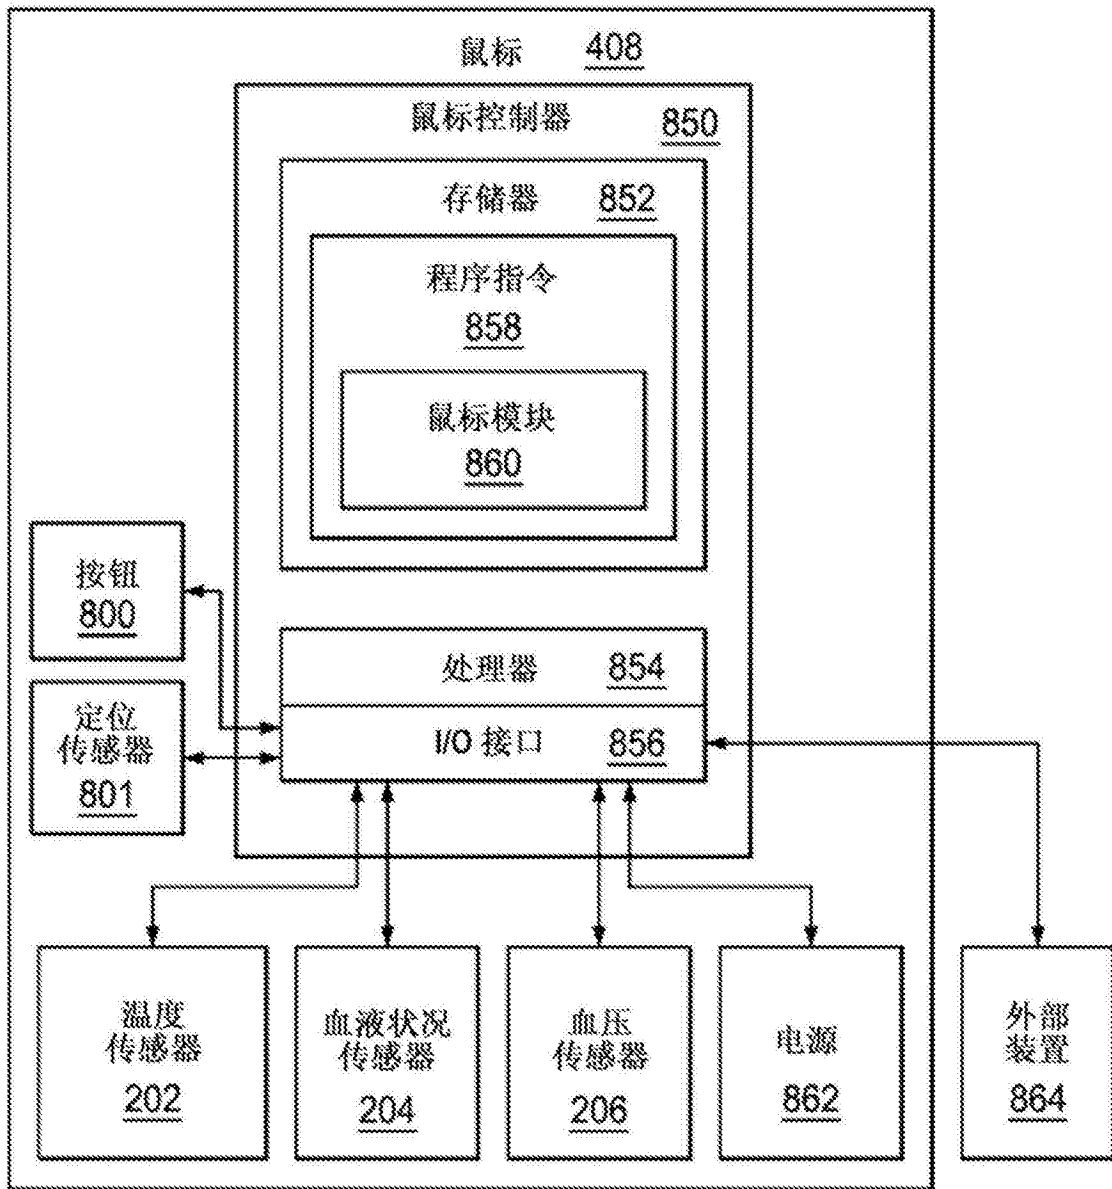 鼠标 408
鼠标控制器 850
存储器 852
程序指令
858
鼠标模块
860
按钮
800
处理器 854
定位
传感器
801
I/O 接口 856
温度
传感器
202
血液状况
传感器
204
血压
传感器
206
电源
862
外部
装置
864